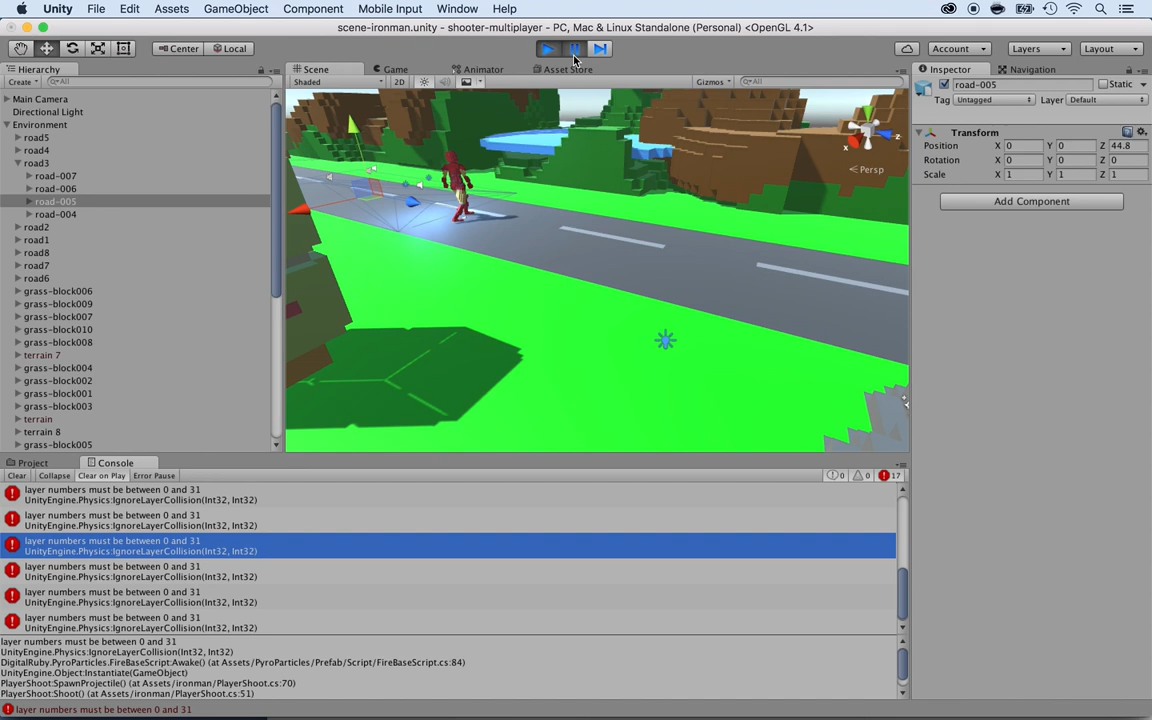 Unity File Edit Assets GameObject Component Mobile Input Window Help
scene-ironman.unity - shooter-multiplayer - PC, Mac & Linux Standalone (Personal) <OpenGL 4.1>
Center Local Account Layers Layout
Hierarchy
Create All
Main Camera
Directional Light
Environment
road5
road4
road3
road-007
road-006
road-005
road-004
road2
road1
road8
road7
road6
grass-block006
grass-block009
grass-block007
grass-block010
grass-block008
terrain 7
grass-block004
grass-block002
grass-block001
grass-block003
terrain
terrain 8
grass-block005
Scene Game Animator Asset Store
Shaded 2D Gizmos All
x z
Persp
Inspector Navigation
road-005 Static
Tag Untagged Layer Default
Transform
Position X 0 Y 0 Z 44.8
Rotation X 0 Y 0 Z 0
Scale X 1 Y 1 Z 1
Add Component
Project Console
Clear Collapse Clear on Play Error Pause 0 0 17
layer numbers must be between 0 and 31
UnityEngine.Physics:IgnoreLayerCollision(Int32, Int32)
layer numbers must be between 0 and 31
UnityEngine.Physics:IgnoreLayerCollision(Int32, Int32)
layer numbers must be between 0 and 31
UnityEngine.Physics:IgnoreLayerCollision(Int32, Int32)
layer numbers must be between 0 and 31
UnityEngine.Physics:IgnoreLayerCollision(Int32, Int32)
layer numbers must be between 0 and 31
UnityEngine.Physics:IgnoreLayerCollision(Int32, Int32)
layer numbers must be between 0 and 31
UnityEngine.Physics:IgnoreLayerCollision(Int32, Int32)
layer numbers must be between 0 and 31
UnityEngine.Physics:IgnoreLayerCollision(Int32, Int32)
DigitalRuby.PyroParticles.FireBaseScript:Awake() (at Assets/PyroParticles/Prefab/Script/FireBaseScript.cs:84)
UnityEngine.Object:Instantiate(GameObject)
PlayerShoot:SpawnProjectile() (at Assets/ironman/PlayerShoot.cs:70)
PlayerShoot:Shoot() (at Assets/ironman/PlayerShoot.cs:51)
layer numbers must be between 0 and 31